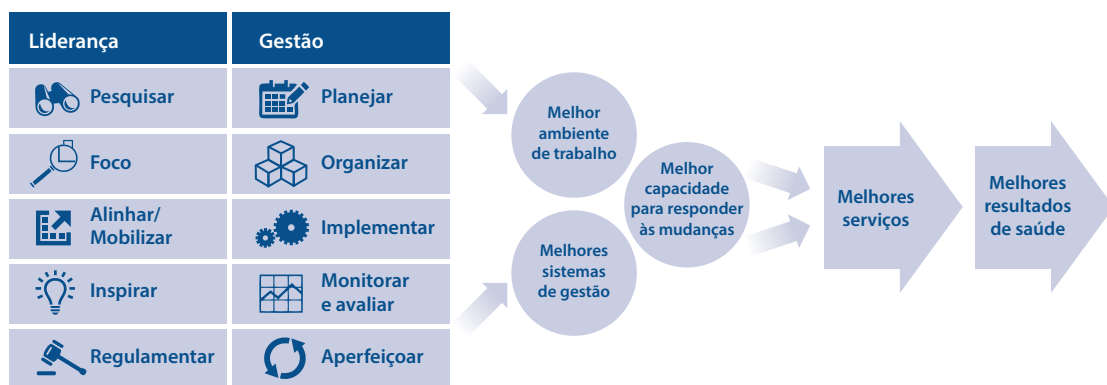 Liderança
Gestão
Pesquisar
Planejar
Foco
Organizar
Alinhar/
Mobilizar
Implementar
Inspirar
Monitorar
e avaliar
Regulamentar
Aperfeiçoar
Melhor
ambiente
de trabalho
Melhores
sistemas
de gestão
Melhor
capacidade
para responder
às mudanças
Melhores
serviços
Melhores
resultados
de saúde